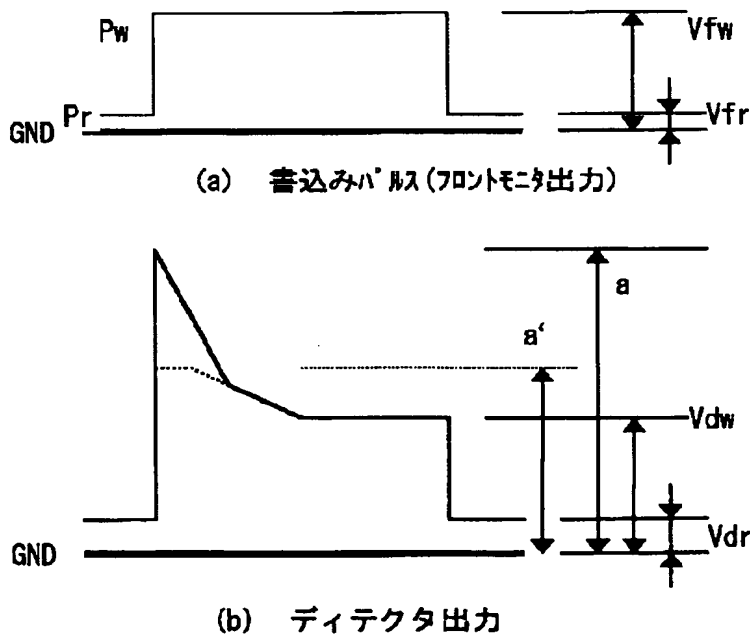 Pw
Vfw
Pr
Vfr
GND
(a) 書込みパルス(フロントモニタ出力)
a
a'
Vdw
Vdr
GND
(b) ディテクタ出力